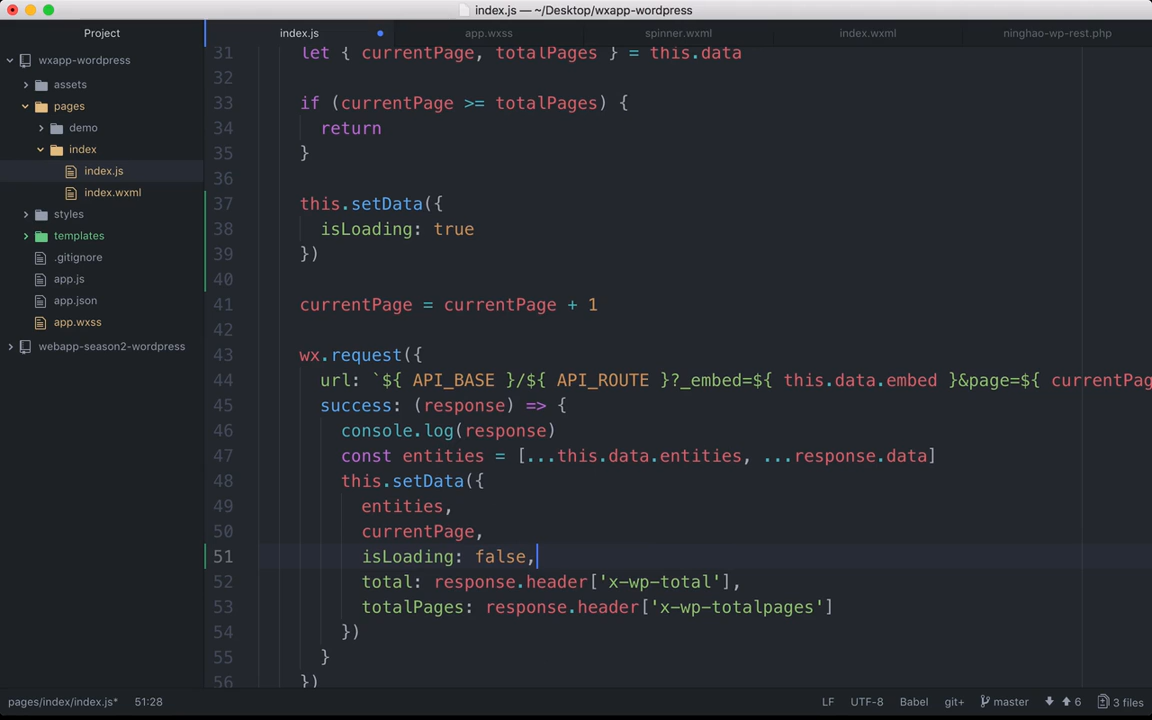 index.js — ~/Desktop/wxapp-wordpress
Project
index.js
app.wxss
spinner.wxml
index.wxml
ninghao-wp-rest.php
wxapp-wordpress
assets
pages
demo
index
index.js
index.wxml
styles
templates
.gitignore
app.js
app.json
app.wxss
webapp-season2-wordpress
31 let { currentPage, totalPages } = this.data
32
33 if (currentPage >= totalPages) {
34 return
35 }
36
37 this.setData({
38 isLoading: true
39 })
40
41 currentPage = currentPage + 1
42
43 wx.request({
44 url: `${ API_BASE }/${ API_ROUTE }?_embed=${ this.data.embed }&page=${ currentPag
45 success: (response) => {
46 console.log(response)
47 const entities = [...this.data.entities, ...response.data]
48 this.setData({
49 entities,
50 currentPage,
51 isLoading: false,
52 total: response.header['x-wp-total'],
53 totalPages: response.header['x-wp-totalpages']
54 })
55 }
56 })
pages/index/index.js* 51:28 LF UTF-8 Babel git+ master 6 3 files